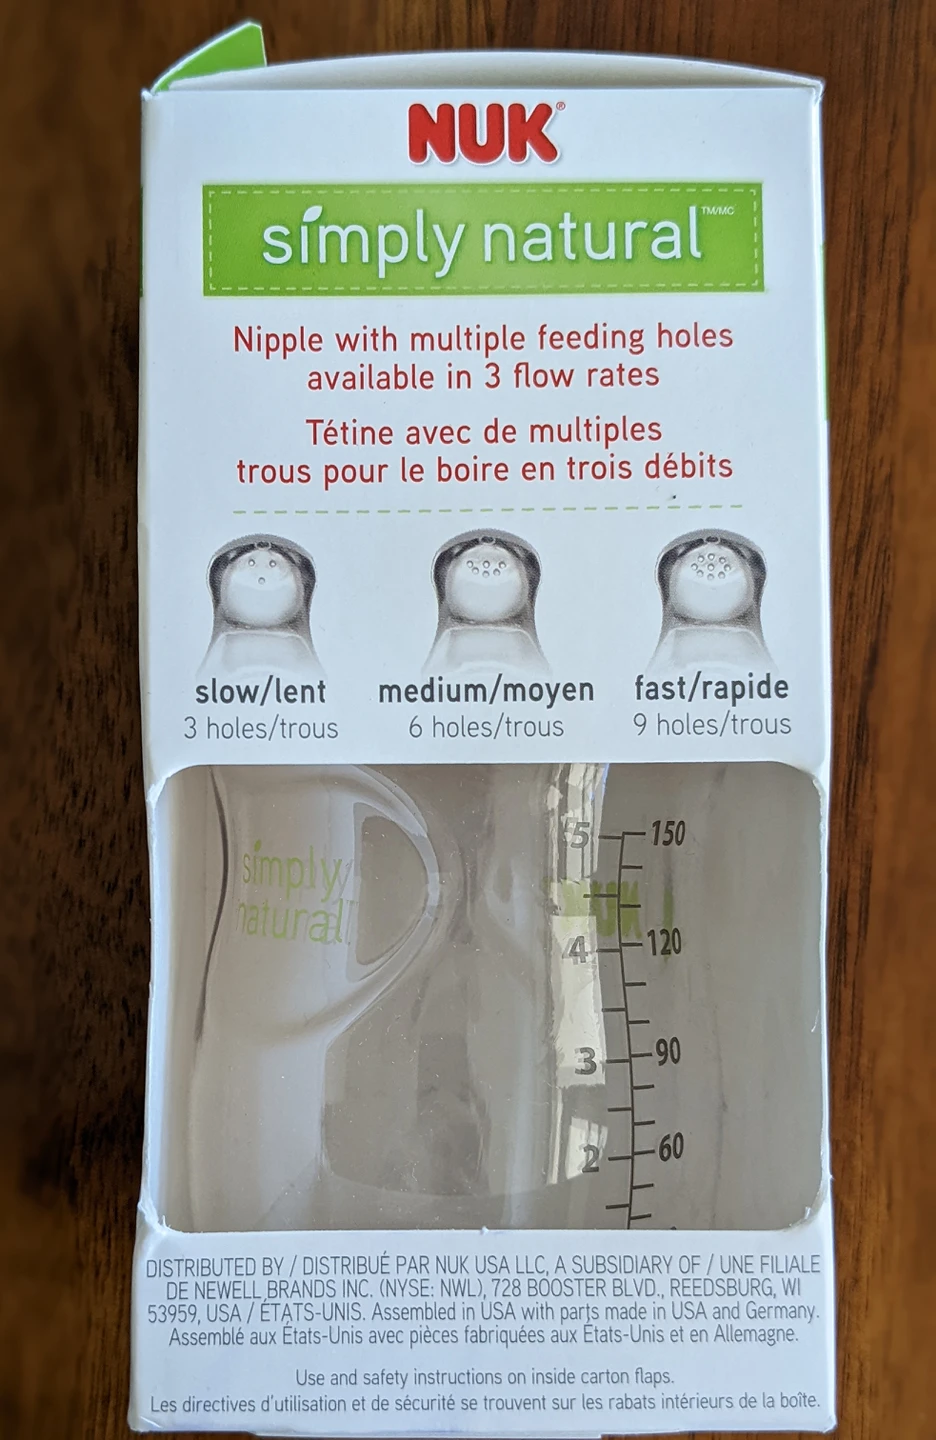 NUK®
simply natural™/MC
Nipple with multiple feeding holes
available in 3 flow rates
Tétine avec de multiples
trous pour le boire en trois débits
slow/lent
3 holes/trous
medium/moyen
6 holes/trous
fast/rapide
9 holes/trous
simply
natural
NUK
5 150
4 120
3 90
2 60
DISTRIBUTED BY / DISTRIBUÉ PAR NUK USA LLC, A SUBSIDIARY OF / UNE FILIALE
DE NEWELL BRANDS INC. (NYSE: NWL), 728 BOOSTER BLVD., REEDSBURG, WI
53959, USA / ÉTATS-UNIS. Assembled in USA with parts made in USA and Germany.
Assemblé aux États-Unis avec pièces fabriquées aux États-Unis et en Allemagne.
Use and safety instructions on inside carton flaps.
Les directives d'utilisation et de sécurité se trouvent sur les rabats intérieurs de la boîte.